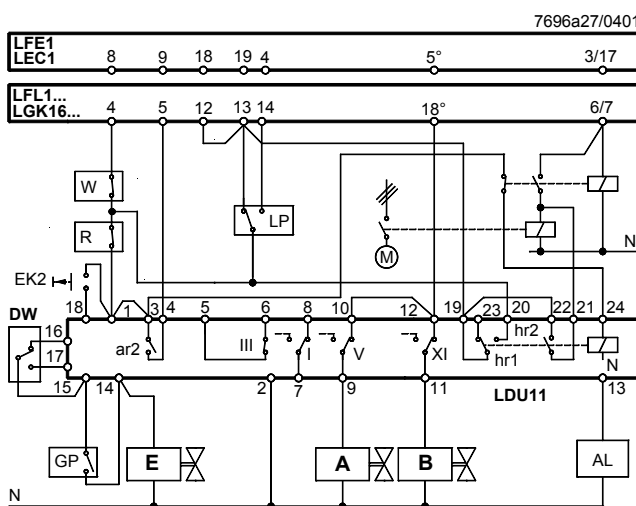 7696a27/0401
LFE1
LEC1
8 9 18 19 4 5° 3/17
LFL1...
LGK16...
4 5 12 13 14 18° 6/7
W
LP
R
M
N
EK2
DW
18 1 3 4 5 6 8 10 12 19 23 20 22 21 24
16
17
ar2 III I V XI hr1 hr2 N
15 14 2 7 9 11 LDU11 13
GP E A B AL
N